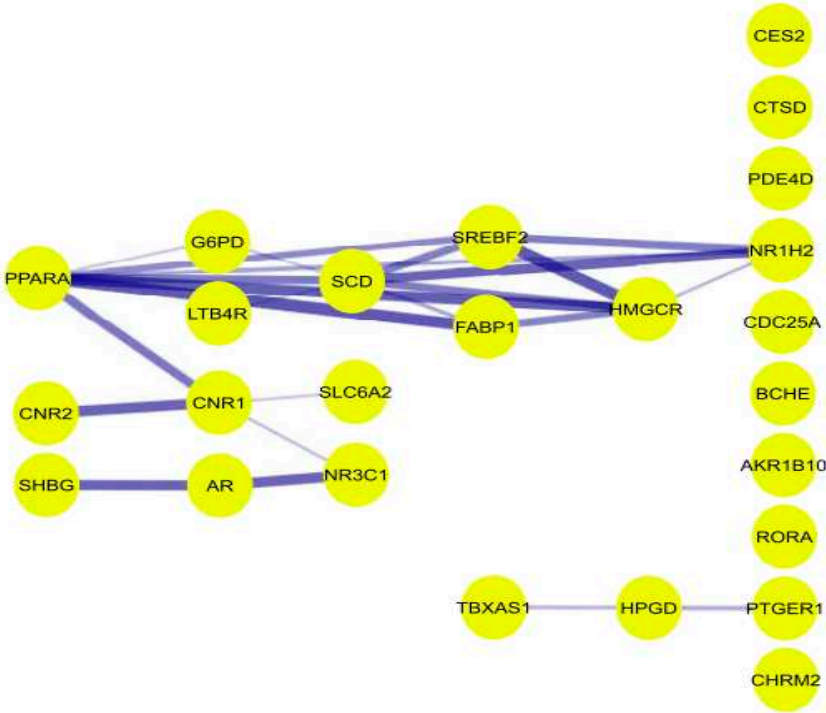 CES2
CTSD
PDE4D
G6PD
SREBF2
NR1H2
PPARA
SCD
LTB4R
FABP1
HMGCR
CDC25A
CNR2
CNR1
SLC6A2
BCHE
SHBG
AR
NR3C1
AKR1B10
RORA
TBXAS1
HPGD
PTGER1
CHRM2